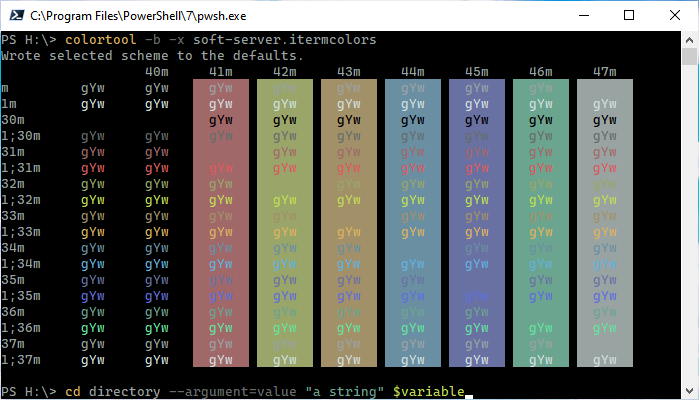 C:\Program Files\PowerShell\7\pwsh.exe
PS H:\> colortool -b -x soft-server.itermcolors
Wrote selected scheme to the defaults.
40m 41m 42m 43m 44m 45m 46m 47m
m gYw gYw gYw gYw gYw gYw gYw gYw gYw
1m gYw gYw gYw gYw gYw gYw gYw gYw gYw
30m gYw gYw gYw gYw gYw gYw gYw
1;30m gYw gYw gYw gYw gYw gYw gYw gYw gYw
31m gYw gYw gYw gYw gYw gYw gYw gYw
1;31m gYw gYw gYw gYw gYw gYw gYw gYw gYw
32m gYw gYw gYw gYw gYw gYw gYw gYw
1;32m gYw gYw gYw gYw gYw gYw gYw gYw gYw
33m gYw gYw gYw gYw gYw gYw gYw gYw
1;33m gYw gYw gYw gYw gYw gYw gYw gYw gYw
34m gYw gYw gYw gYw gYw gYw gYw gYw
1;34m gYw gYw gYw gYw gYw gYw gYw gYw gYw
35m gYw gYw gYw gYw gYw gYw gYw gYw
1;35m gYw gYw gYw gYw gYw gYw gYw gYw gYw
36m gYw gYw gYw gYw gYw gYw gYw gYw
1;36m gYw gYw gYw gYw gYw gYw gYw gYw gYw
37m gYw gYw gYw gYw gYw gYw gYw gYw
1;37m gYw gYw gYw gYw gYw gYw gYw gYw gYw
PS H:\> cd directory --argument=value "a string" $variable